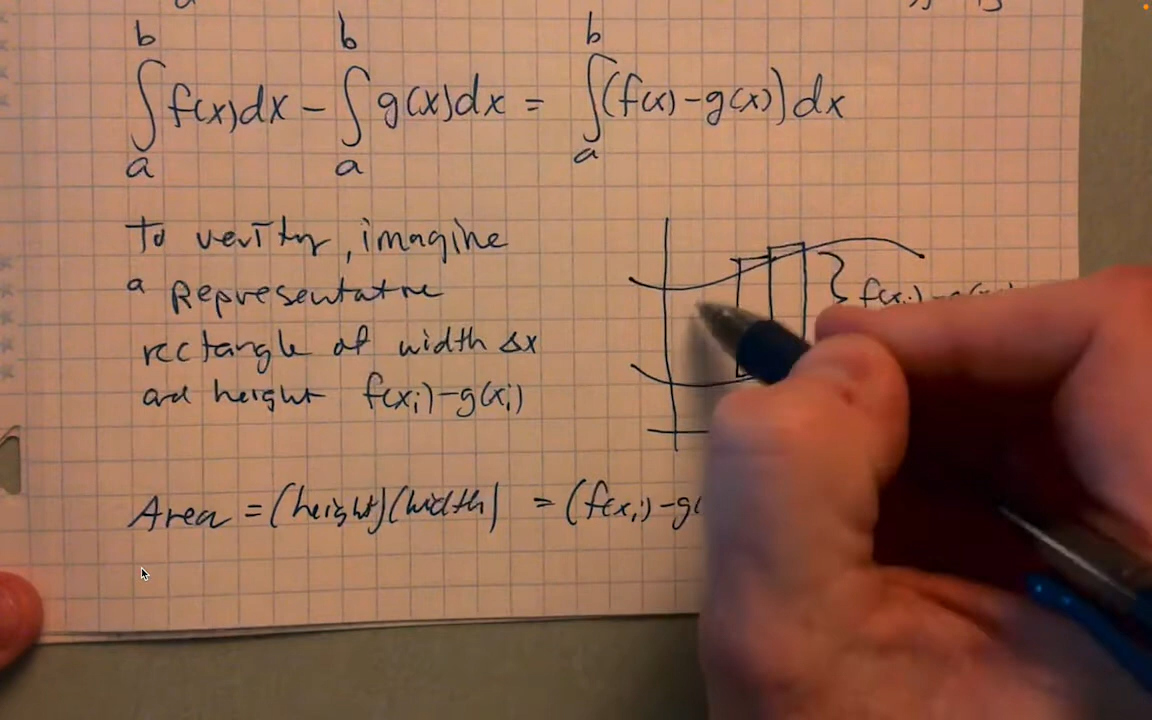 b b b
∫f(x)dx - ∫g(x)dx = ∫(f(x)-g(x))dx
a a a
To verify, imagine
a Representative
rectangle of width Δx
and height f(xᵢ)-g(xᵢ)
} f(xᵢ)
Area = (height)(width) = (f(xᵢ)-g(